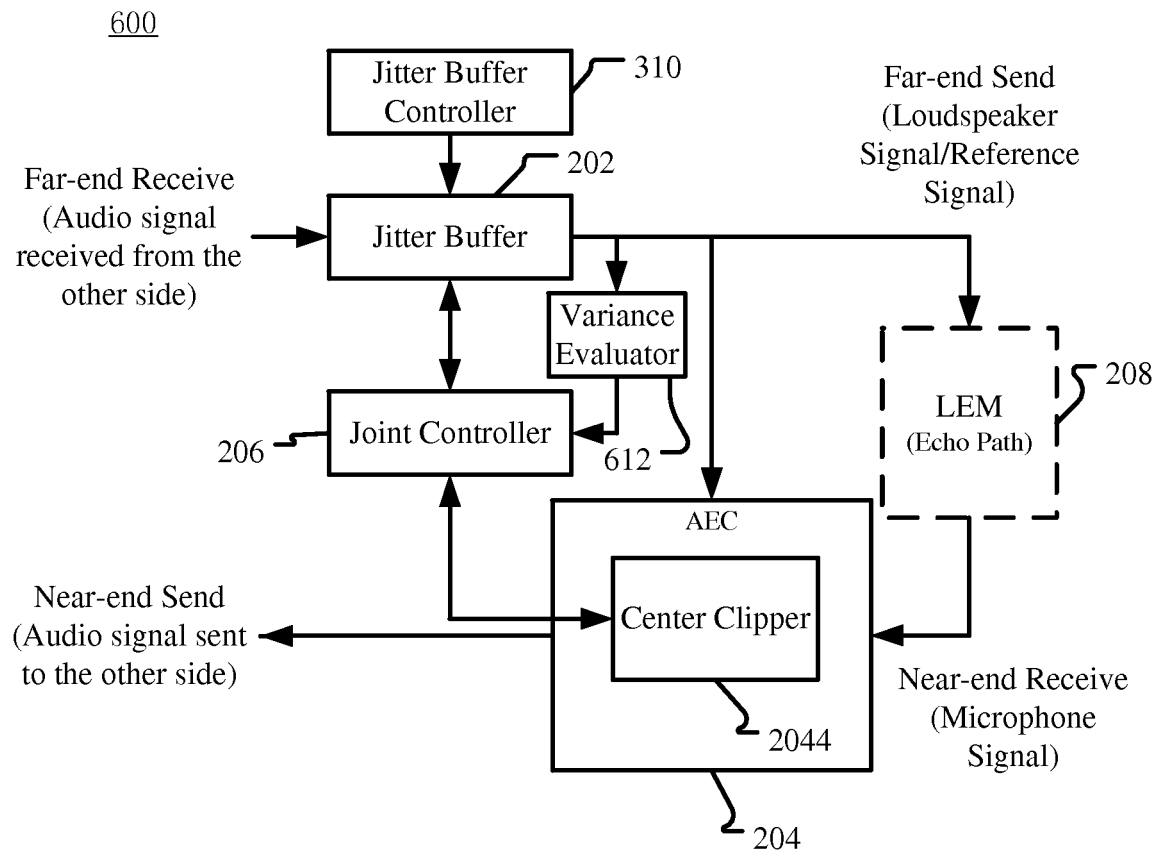 600
Jitter Buffer
Controller
310
Far-end Send
(Loudspeaker
Signal/Reference
Signal)
202
Far-end Receive
(Audio signal
received from the
other side)
Jitter Buffer
Variance
Evaluator
208
LEM
(Echo Path)
206
Joint Controller
612
AEC
Near-end Send
(Audio signal sent
to the other side)
Center Clipper
Near-end Receive
(Microphone
Signal)
2044
204